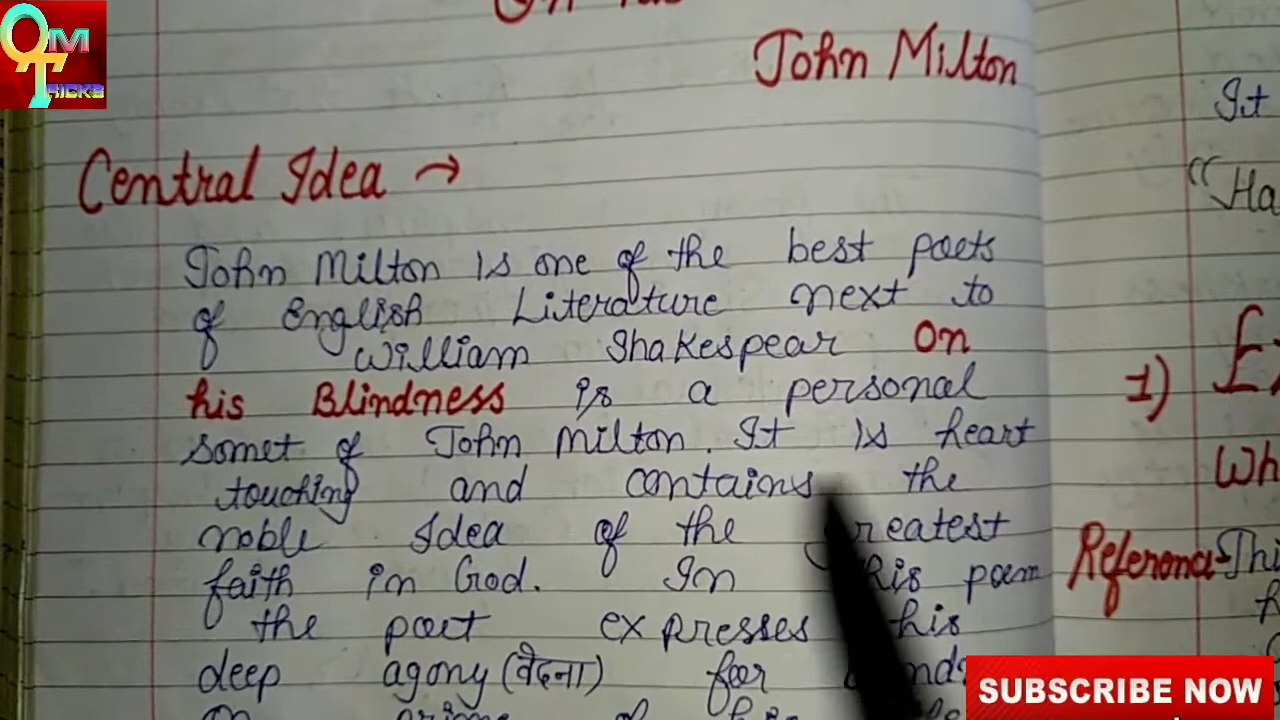 OM
TRICKS
John Milton
Central Idea →
John Milton is one of the best poets
of English Literature next to
William Shakespear On
his Blindness is a personal
sonnet of John Milton. It is heart
touching and contains the
noble Idea of the greatest
faith in God. In this poem
the poet expresses his
deep agony (वेदना) for
It
"Ha
1)
Wh
Reference - Thi
SUBSCRIBE NOW